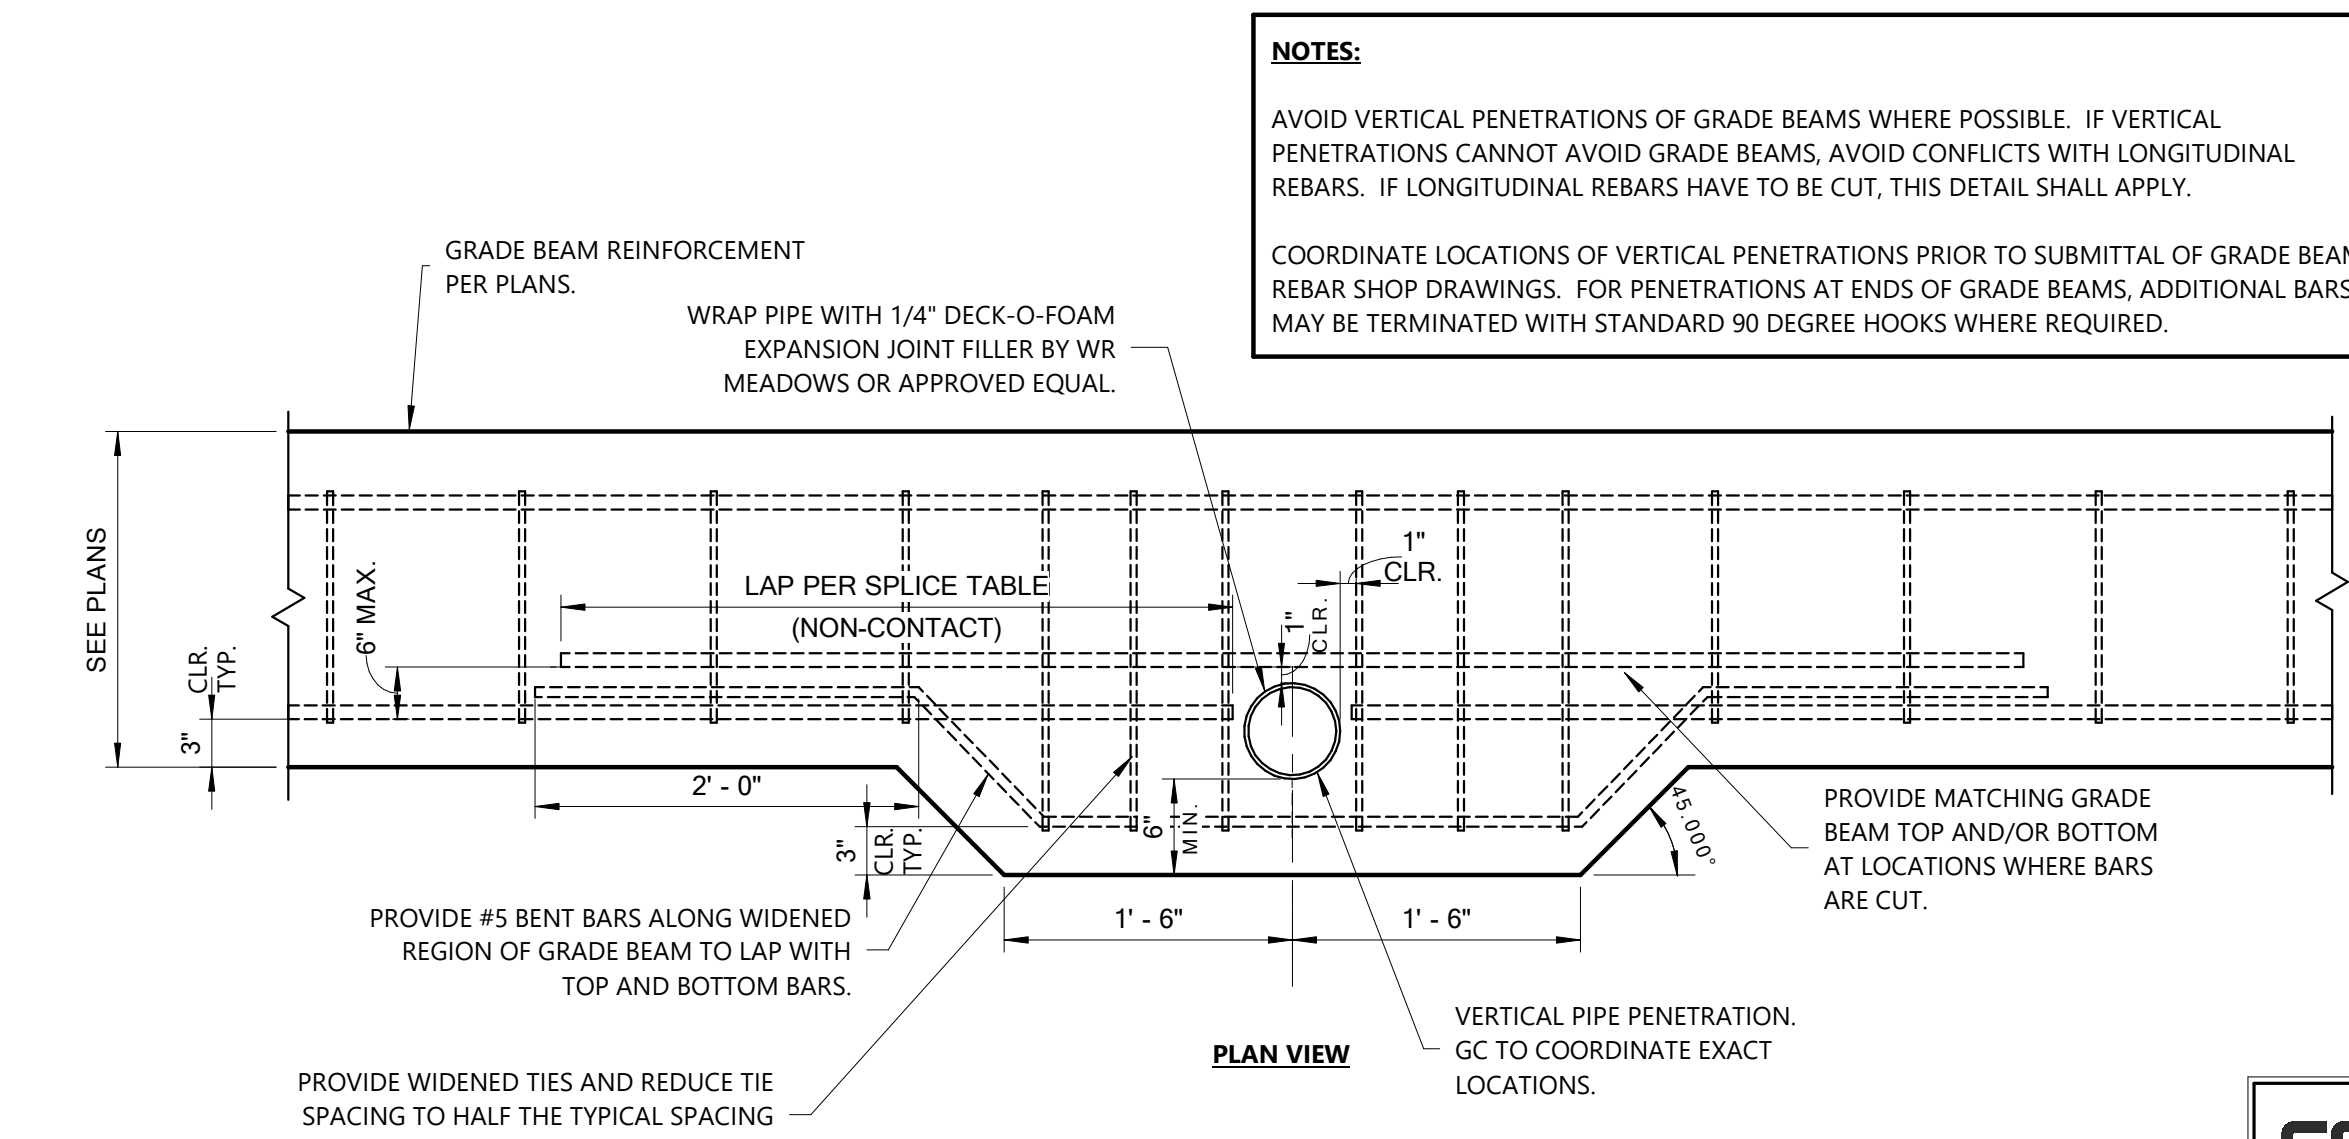 NOTES:
AVOID VERTICAL PENETRATIONS OF GRADE BEAMS WHERE POSSIBLE.  IF VERTICAL
PENETRATIONS CANNOT AVOID GRADE BEAMS, AVOID CONFLICTS WITH LONGITUDINAL
REBARS.  IF LONGITUDINAL REBARS HAVE TO BE CUT, THIS DETAIL SHALL APPLY.
COORDINATE LOCATIONS OF VERTICAL PENETRATIONS PRIOR TO SUBMITTAL OF GRADE BEAM
REBAR SHOP DRAWINGS.  FOR PENETRATIONS AT ENDS OF GRADE BEAMS, ADDITIONAL BARS
MAY BE TERMINATED WITH STANDARD 90 DEGREE HOOKS WHERE REQUIRED.
GRADE BEAM REINFORCEMENT
PER PLANS.
WRAP PIPE WITH 1/4" DECK-O-FOAM
EXPANSION JOINT FILLER BY WR
MEADOWS OR APPROVED EQUAL.
SEE PLANS
3"
CLR.
TYP.
6" MAX.
LAP PER SPLICE TABLE
(NON-CONTACT)
1"
CLR.
1"
CLR.
2' - 0"
3"
CLR.
TYP.
6"
MIN.
45.000°
1' - 6"
1' - 6"
PROVIDE MATCHING GRADE
BEAM TOP AND/OR BOTTOM
AT LOCATIONS WHERE BARS
ARE CUT.
PROVIDE #5 BENT BARS ALONG WIDENED
REGION OF GRADE BEAM TO LAP WITH
TOP AND BOTTOM BARS.
VERTICAL PIPE PENETRATION.
GC TO COORDINATE EXACT
LOCATIONS.
PLAN VIEW
PROVIDE WIDENED TIES AND REDUCE TIE
SPACING TO HALF THE TYPICAL SPACING